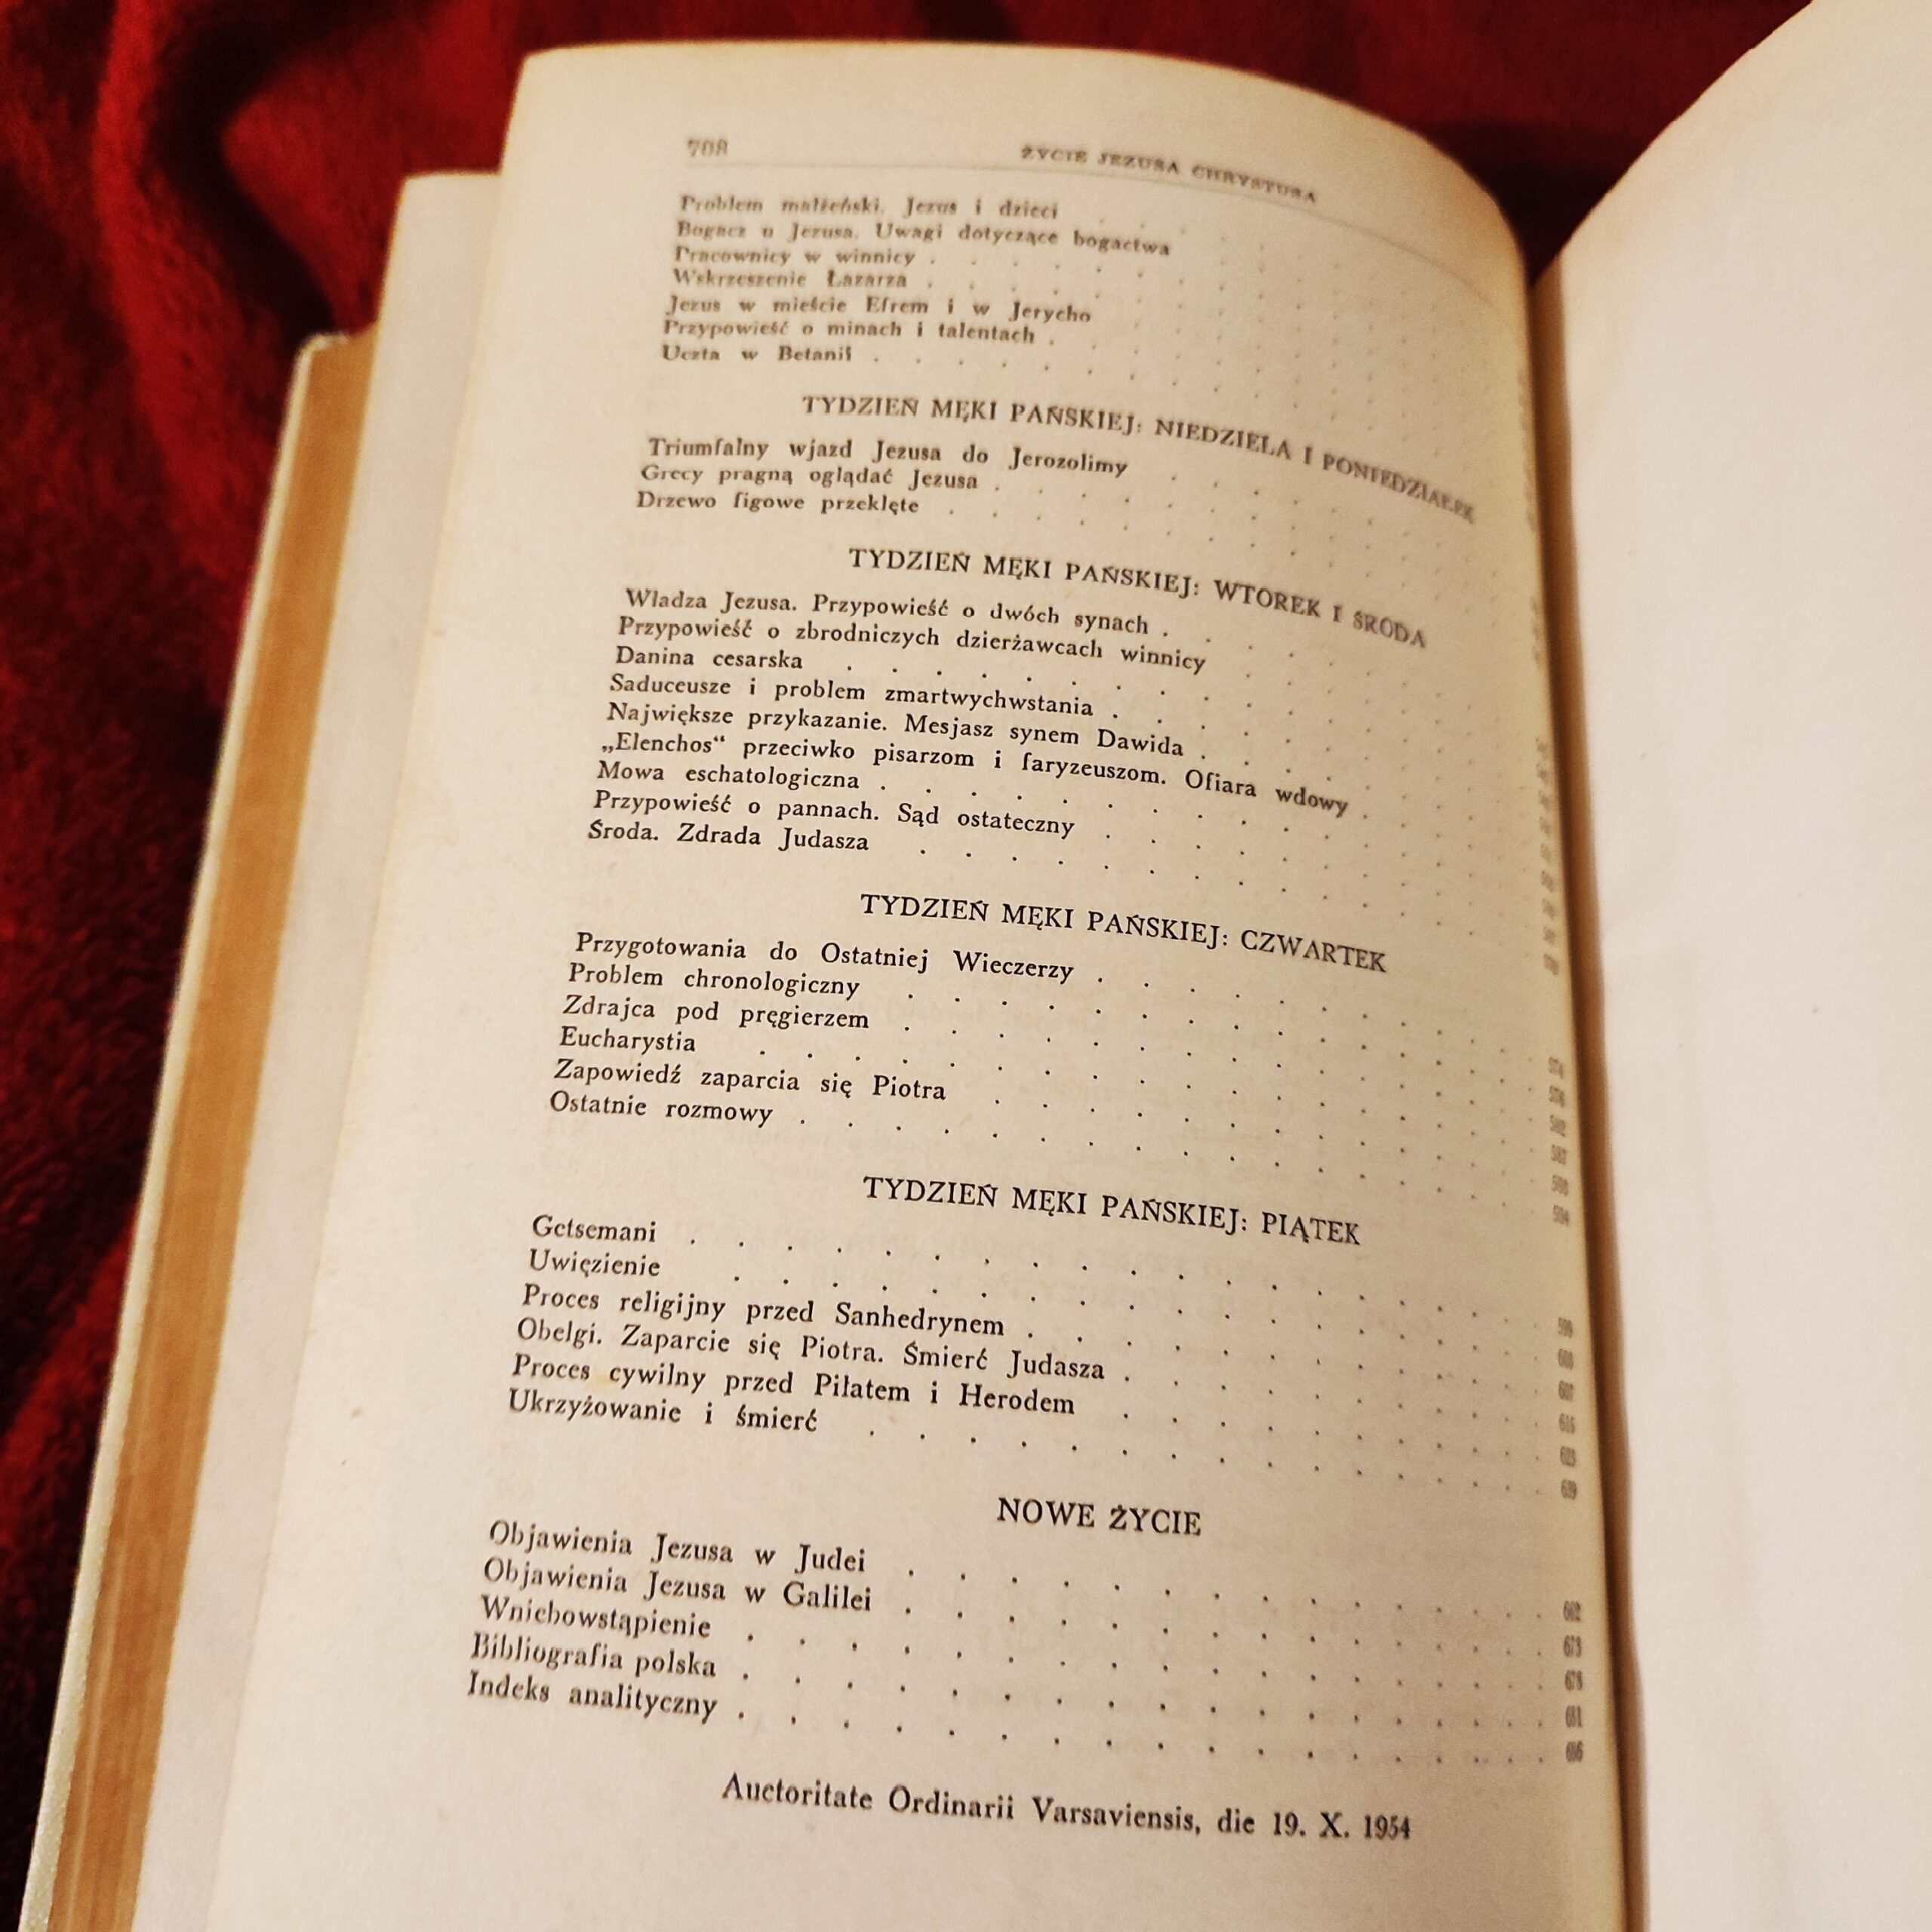 708 ŻYCIE JEZUSA CHRYSTUSA
Problem małżeński. Jezus i dzieci
Bogacz u Jezusa. Uwagi dotyczące bogactwa
Pracownicy w winnicy
Wskrzeszenie Łazarza
Jezus w mieście Efrem i w Jerycho
Przypowieść o minach i talentach
Uczta w Betanii
TYDZIEŃ MĘKI PAŃSKIEJ: NIEDZIELA I PONIEDZIAŁEK
Triumfalny wjazd Jezusa do Jerozolimy
Grecy pragną oglądać Jezusa
Drzewo figowe przeklęte
TYDZIEŃ MĘKI PAŃSKIEJ: WTOREK I ŚRODA
Władza Jezusa. Przypowieść o dwóch synach
Przypowieść o zbrodniczych dzierżawcach winnicy
Danina cesarska
Saduceusze i problem zmartwychwstania
Największe przykazanie. Mesjasz synem Dawida
„Elenchos“ przeciwko pisarzom i faryzeuszom. Ofiara wdowy
Mowa eschatologiczna
Przypowieść o pannach. Sąd ostateczny
Środa. Zdrada Judasza
TYDZIEŃ MĘKI PAŃSKIEJ: CZWARTEK
Przygotowania do Ostatniej Wieczerzy
Problem chronologiczny
Zdrajca pod pręgierzem
Eucharystia
Zapowiedź zaparcia się Piotra
Ostatnie rozmowy
TYDZIEŃ MĘKI PAŃSKIEJ: PIĄTEK
Getsemani
Uwięzienie
Proces religijny przed Sanhedrynem
Obelgi. Zaparcie się Piotra. Śmierć Judasza
Proces cywilny przed Piłatem i Herodem
Ukrzyżowanie i śmierć
NOWE ŻYCIE
Objawienia Jezusa w Judei 662
Objawienia Jezusa w Galilei 673
Wniebowstąpienie 678
Bibliografia polska 681
Indeks analityczny 686
Auctoritate Ordinarii Varsaviensis, die 19. X. 1954